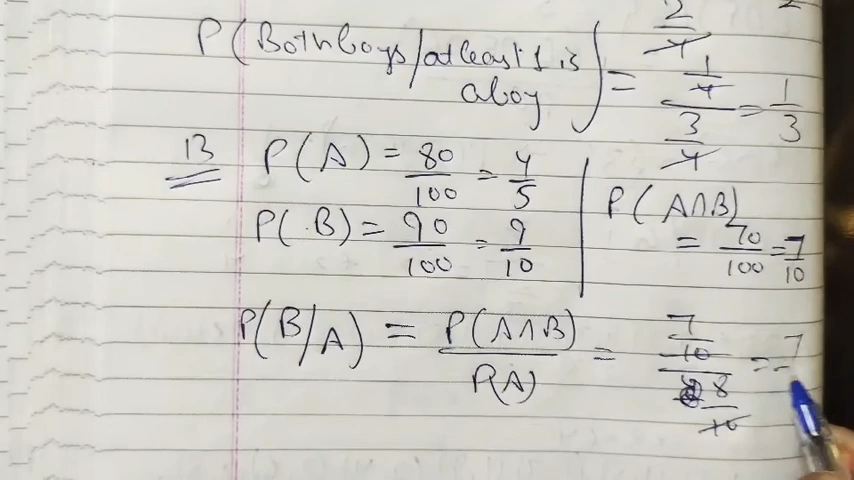 2
2/4
P(Both boys/atleast 1 is a boy) = (1/4)/(3/4) = 1/3
13 P(A) = 80/100 = 4/5
P(B) = 90/100 = 9/10
P(A∩B)
= 70/100 = 7/10
P(B/A) = P(A∩B)/P(A) = (7/10)/(8/10) = 7